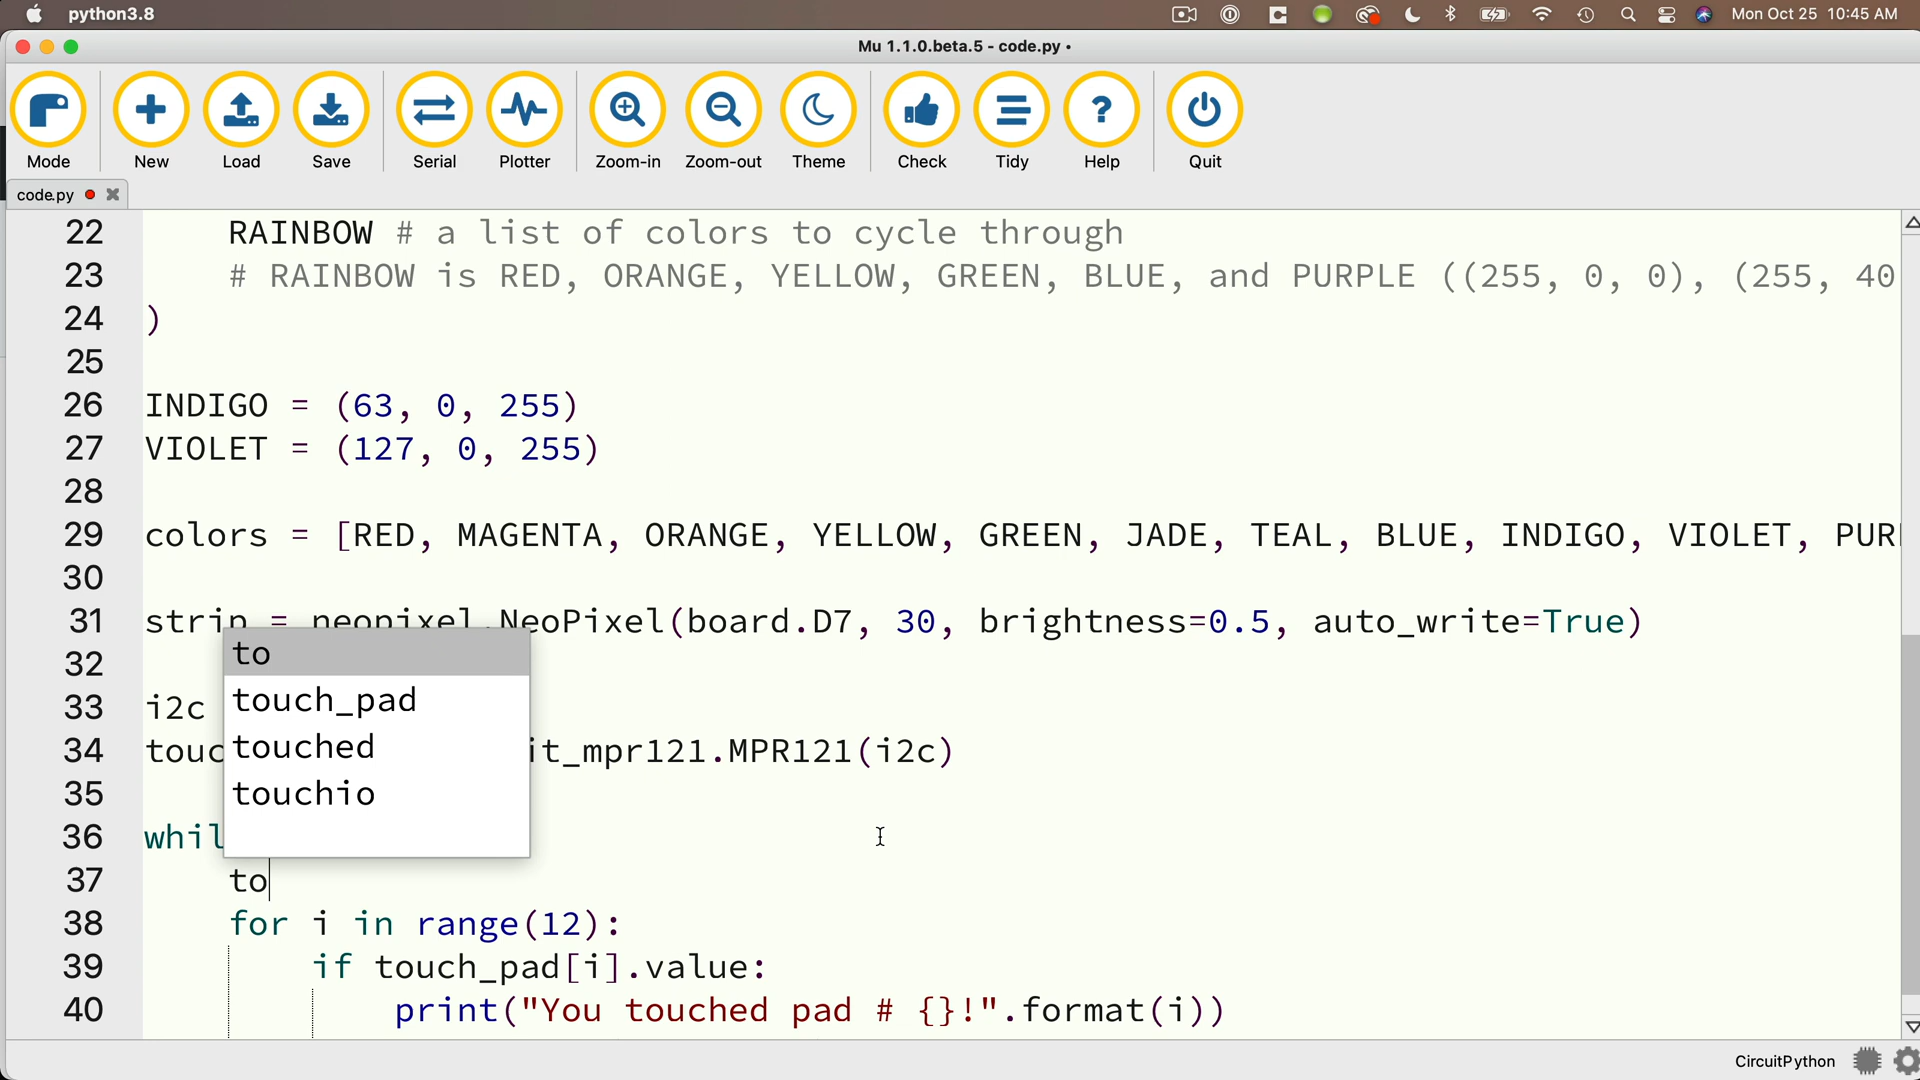 python3.8
Mon Oct 25 10:45 AM
Mu 1.1.0.beta.5 - code.py •
Mode New Load Save Serial Plotter Zoom-in Zoom-out Theme Check Tidy Help Quit
code.py
22 RAINBOW # a list of colors to cycle through
23 # RAINBOW is RED, ORANGE, YELLOW, GREEN, BLUE, and PURPLE ((255, 0, 0), (255, 40
24 )
25
26 INDIGO = (63, 0, 255)
27 VIOLET = (127, 0, 255)
28
29 colors = [RED, MAGENTA, ORANGE, YELLOW, GREEN, JADE, TEAL, BLUE, INDIGO, VIOLET, PUR
30
31 strip = neopixel.NeoPixel(board.D7, 30, brightness=0.5, auto_write=True)
to
32
touch_pad
33 i2c
touched
34 touc it_mpr121.MPR121(i2c)
touchio
35
36 whil
37 to
38 for i in range(12):
39 if touch_pad[i].value:
40 print("You touched pad # {}!".format(i))
CircuitPython